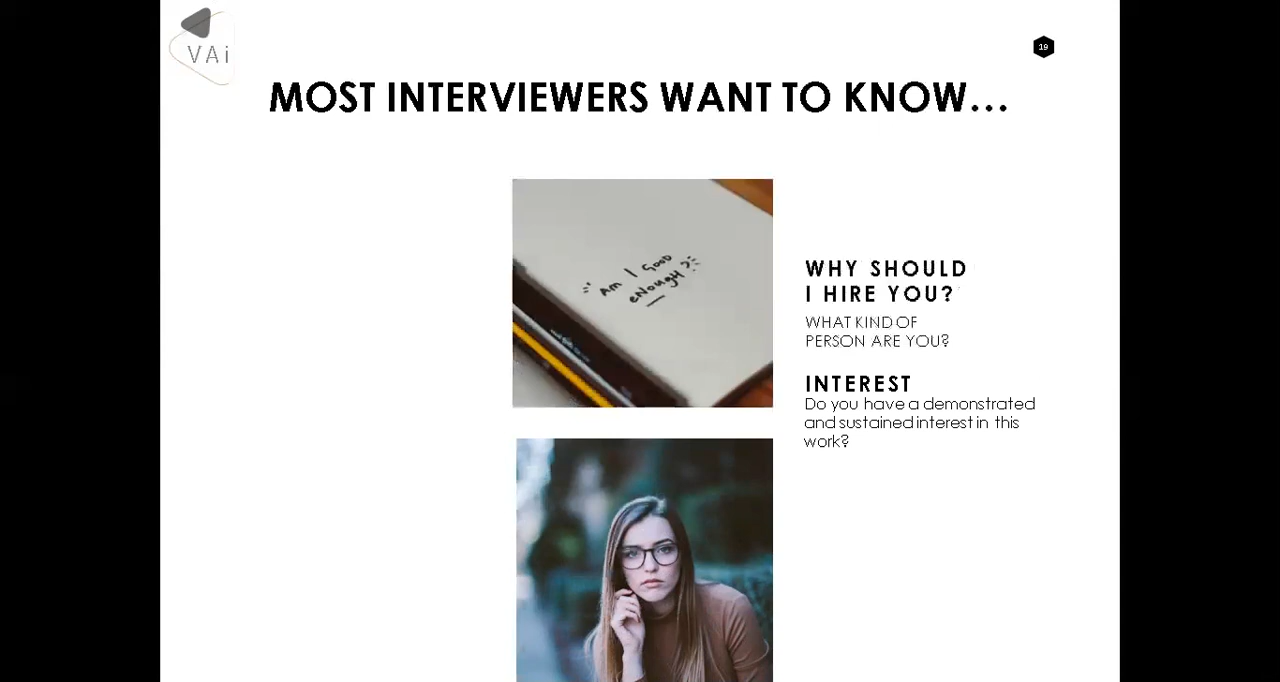 VAi
19
MOST INTERVIEWERS WANT TO KNOW...
Am I Good
eNougH?
WHY SHOULD
I HIRE YOU?
WHAT KIND OF
PERSON ARE YOU?
INTEREST
Do you have a demonstrated
and sustained interest in this
work?